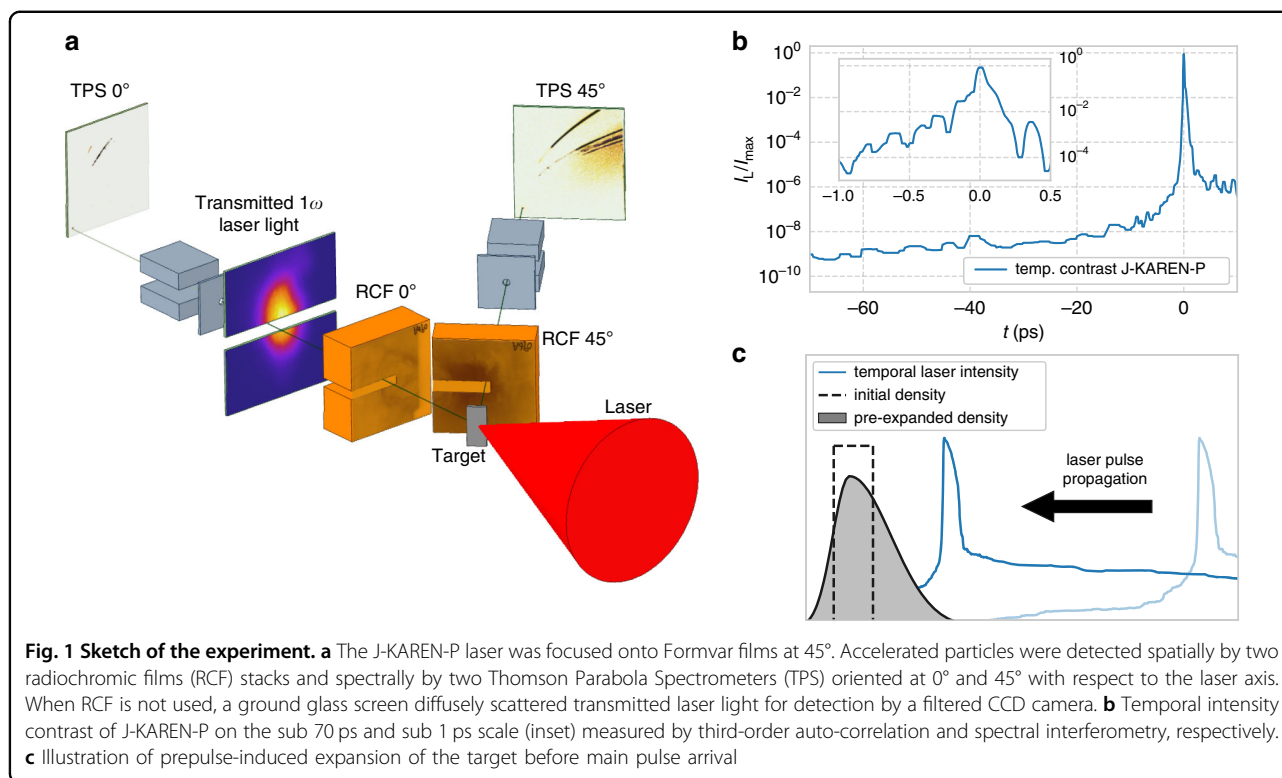 a
TPS 0°
TPS 45°
Transmitted 1ω
laser light
RCF 0°
RCF 45°
Laser
Target
b
10⁰
10⁻²
10⁻⁴
10⁻⁶
10⁻⁸
10⁻¹⁰
I_L/I_max
10⁰
10⁻²
10⁻⁴
−1.0 −0.5 0.0 0.5
temp. contrast J-KAREN-P
−60 −40 −20 0
t (ps)
c
temporal laser intensity
initial density
pre-expanded density
laser pulse
propagation
Fig. 1 Sketch of the experiment. a The J-KAREN-P laser was focused onto Formvar films at 45°. Accelerated particles were detected spatially by two
radiochromic films (RCF) stacks and spectrally by two Thomson Parabola Spectrometers (TPS) oriented at 0° and 45° with respect to the laser axis.
When RCF is not used, a ground glass screen diffusely scattered transmitted laser light for detection by a filtered CCD camera. b Temporal intensity
contrast of J-KAREN-P on the sub 70 ps and sub 1 ps scale (inset) measured by third-order auto-correlation and spectral interferometry, respectively.
c Illustration of prepulse-induced expansion of the target before main pulse arrival